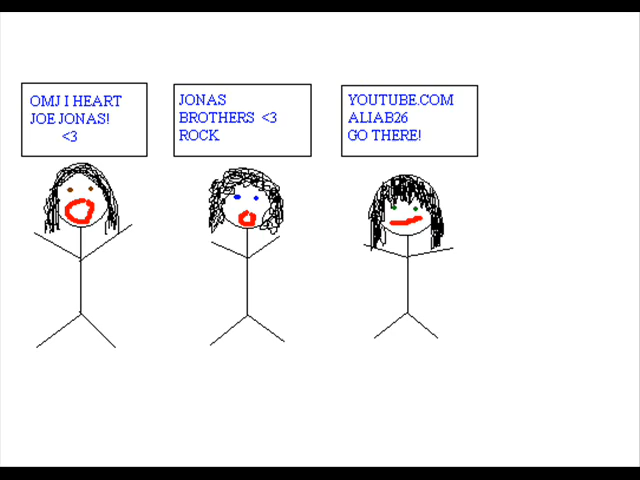 OMJ I HEART
JOE JONAS!
<3
JONAS
BROTHERS <3
ROCK
YOUTUBE.COM
ALIAB26
GO THERE!